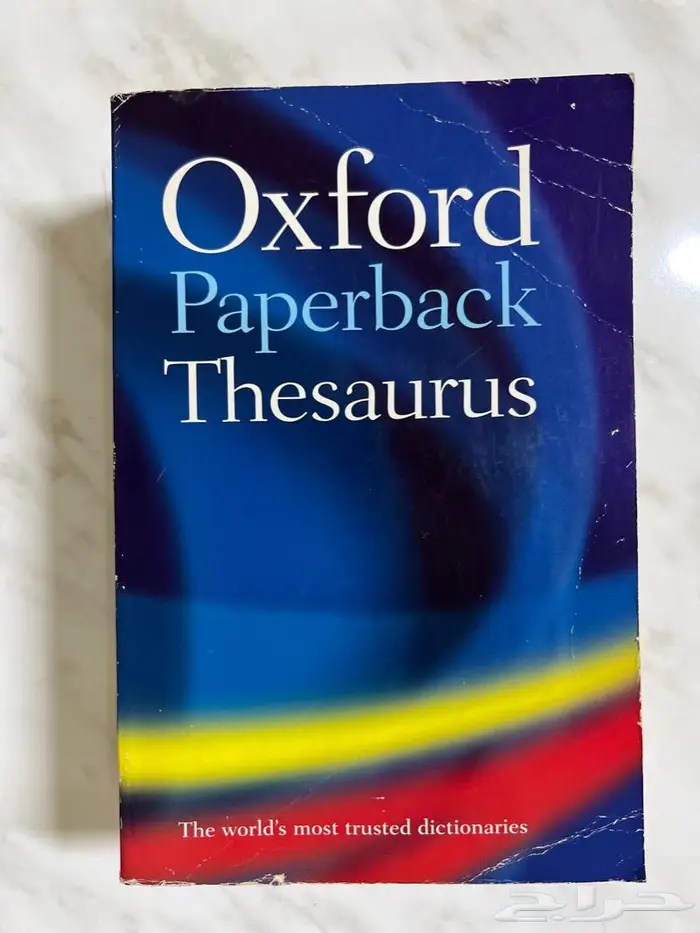 Oxford
Paperback
Thesaurus
The world's most trusted dictionaries
حراج